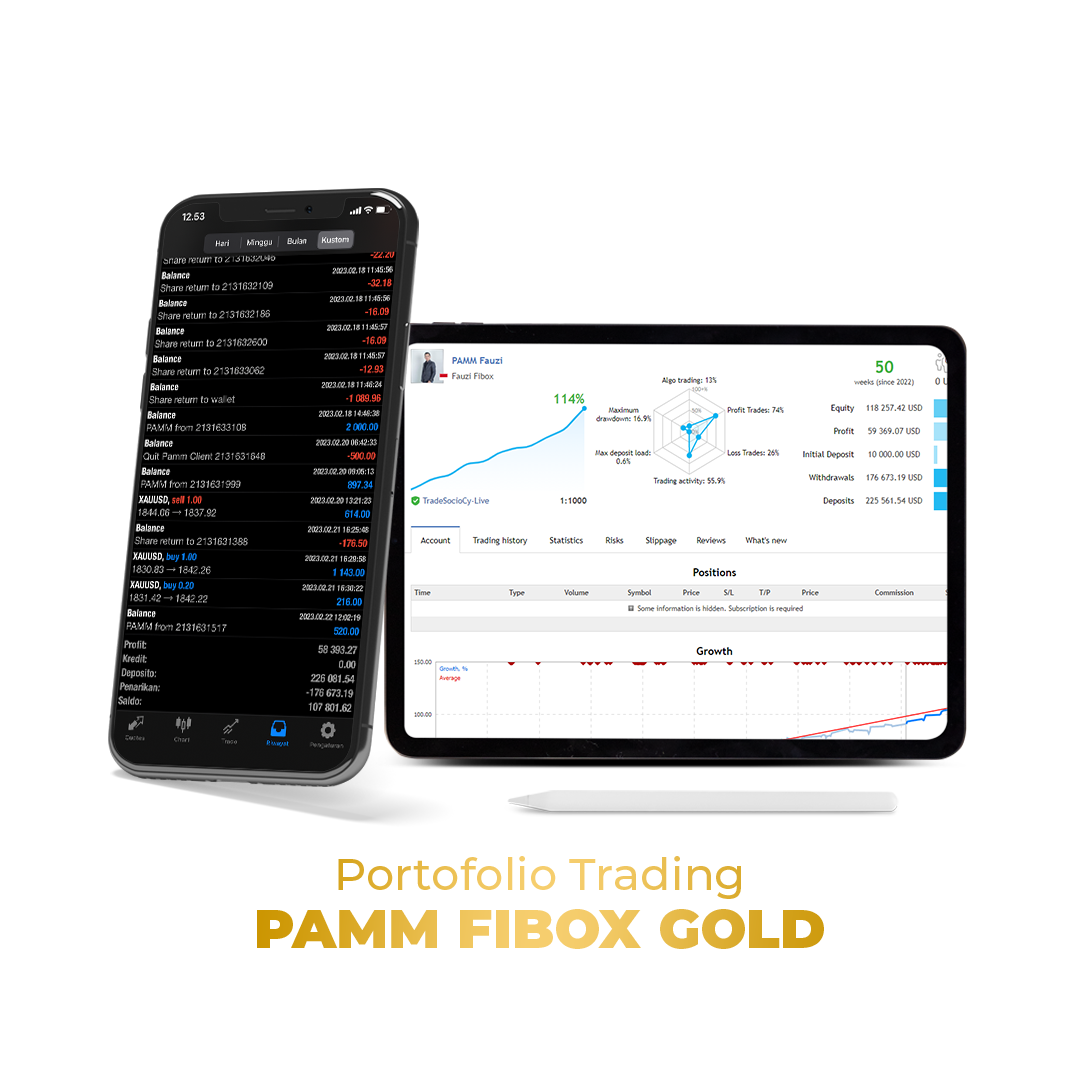 12.53
Hari Minggu Bulan Kustom
Share return to 2131632046 -22.20
Balance 2023.02.18 11:45:56
Share return to 2131632109 -32.18
Balance 2023.02.18 11:45:56
Share return to 2131632186 -16.09
Balance 2023.02.18 11:45:57
Share return to 2131632600 -16.09
Balance 2023.02.18 11:45:57
Share return to 2131633062 -12.93
Balance 2023.02.18 11:46:24
Share return to wallet -1 089.96
Balance 2023.02.18 14:46:38
PAMM from 2131633108 2 000.00
Balance 2023.02.20 06:42:33
Quit Pamm Client 2131631648 -500.00
Balance 2023.02.20 09:05:13
PAMM from 2131631999 897.34
XAUUSD, sell 1.00 2023.02.20 13:21:23
1844.06 → 1837.92 614.00
Balance 2023.02.21 16:25:48
Share return to 2131631388 -176.50
XAUUSD, buy 1.00 2023.02.21 16:29:58
1830.83 → 1842.26 1 143.00
XAUUSD, buy 0.20 2023.02.21 16:30:22
1831.42 → 1842.22 216.00
Balance 2023.02.22 12:02:19
PAMM from 2131631517 520.00
Profit: 58 393.27
Kredit: 0.00
Deposito: 226 081.54
Penarikan: -176 673.19
Saldo: 107 801.62
Quotes Chart Trade Riwayat Pengaturan
PAMM Fauzi
Fauzi Fibox
114%
TradeSocioCy-Live 1:1000
Algo trading: 13%
100+%
50%
Profit Trades: 74%
Loss Trades: 26%
Trading activity: 55.9%
Max deposit load:
0.6%
Maximum
drawdown: 16.9%
50
weeks (since 2022)
0 U
Equity 118 257.42 USD
Profit 59 369.07 USD
Initial Deposit 10 000.00 USD
Withdrawals 176 673.19 USD
Deposits 225 561.54 USD
Account Trading history Statistics Risks Slippage Reviews What's new
Positions
Time Type Volume Symbol Price S/L T/P Price Commission S
Some information is hidden. Subscription is required
Growth
150.00
Growth, %
Average
100.00
Portofolio Trading
PAMM FIBOX GOLD